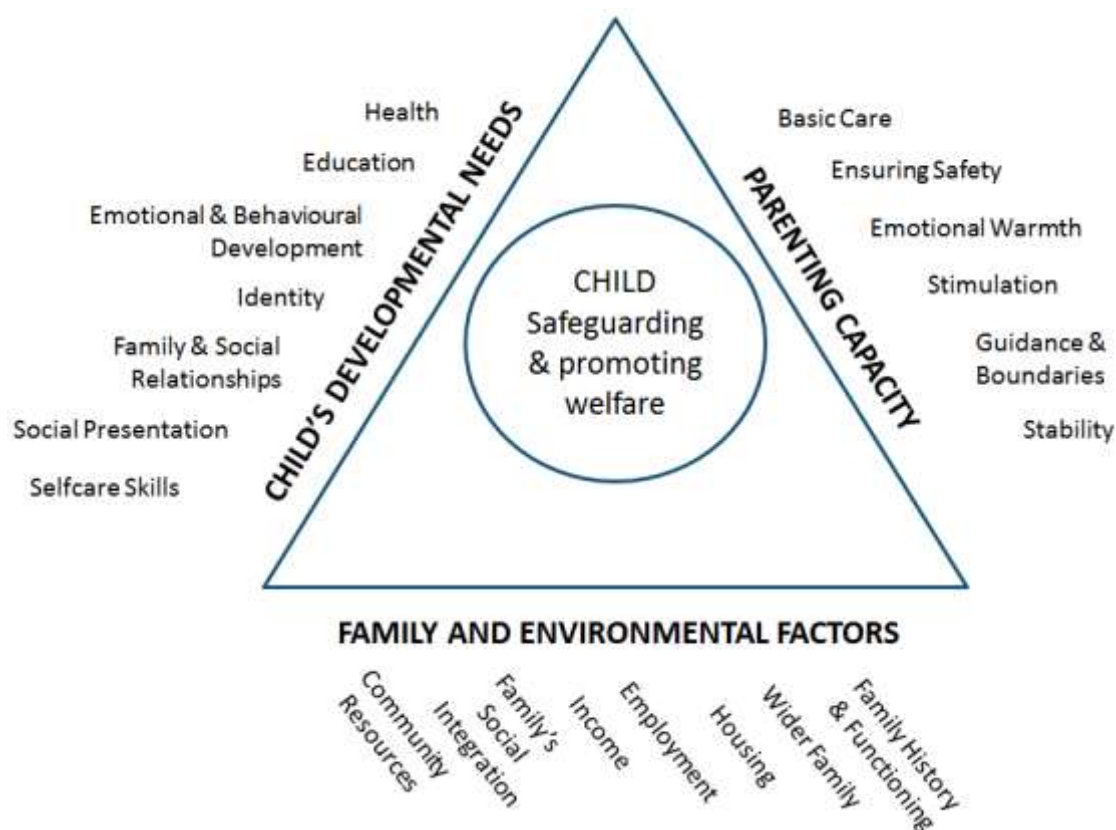 Health
Education
Emotional & Behavioural
Development
Identity
Family & Social
Relationships
Social Presentation
Selfcare Skills
CHILD'S DEVELOPMENTAL NEEDS
CHILD
Safeguarding
& promoting
welfare
PARENTING CAPACITY
Basic Care
Ensuring Safety
Emotional Warmth
Stimulation
Guidance &
Boundaries
Stability
FAMILY AND ENVIRONMENTAL FACTORS
Community
Resources
Family's
Social
Integration
Income
Employment
Housing
Wider Family
Family History
& Functioning